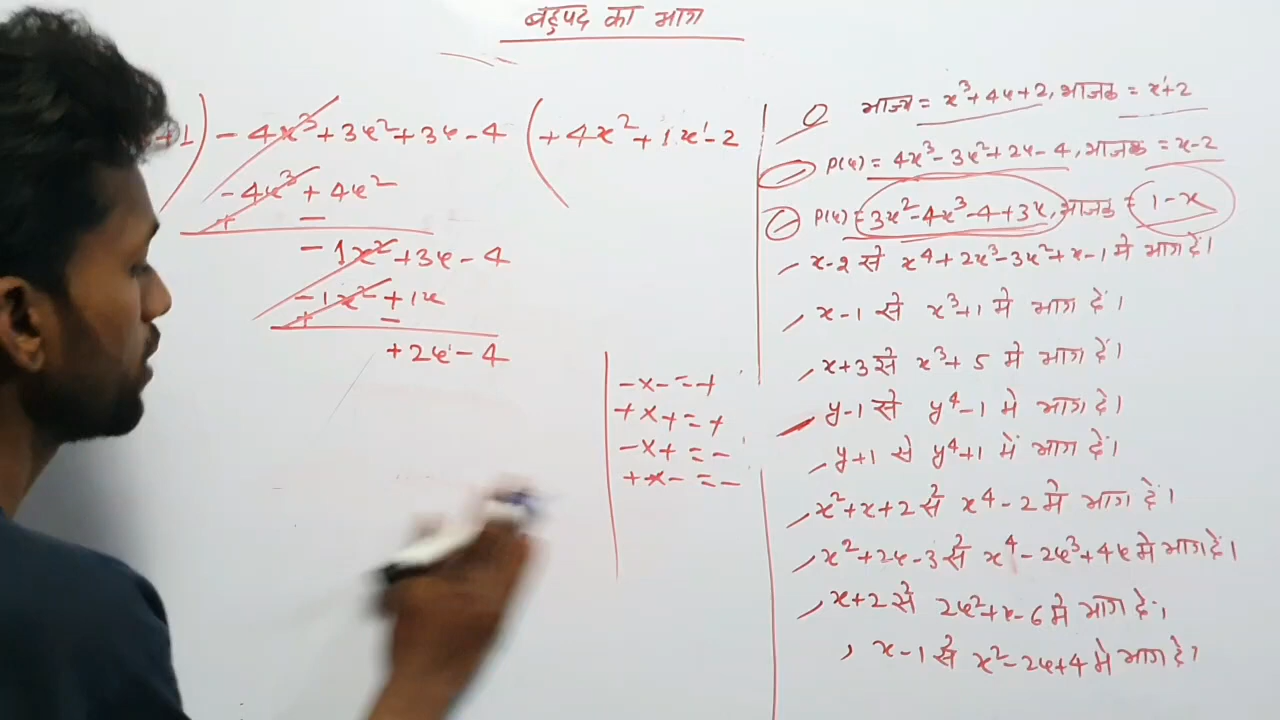 बहुपद का भाग
+1) - 4x³ + 3x² + 3x - 4 ( + 4x² + 1x - 2
- 4x³ + 4x²
+ -
- 1x² + 3x - 4
- 1x² + 1x
+ -
+ 2x - 4
- x - = +
+ x + = +
- x + = -
+ x - = -
भाज्य = x³ + 4x + 2, भाजक = x + 2
P(x) = 4x³ - 3x² + 2x - 4, भाजक = x - 2
P(x) = 3x² - 4x³ - 4 + 3x, भाजक = 1 - x
x - 2 से x⁴ + 2x³ - 3x² + x - 1 मे भाग दें।
x - 1 से x³ + 1 मे भाग दें।
x + 3 से x³ + 5 मे भाग दें।
y - 1 से y⁴ - 1 मे भाग दें।
y + 1 से y⁴ + 1 में भाग दें।
x² + x + 2 से x⁴ - 2 मे भाग दें।
x² + 2x - 3 से x⁴ - 2x³ + 4x मे भाग दें।
x + 2 से 2x² + x - 6 मे भाग दें।
x - 1 से x² - 2x + 4 मे भाग दें।